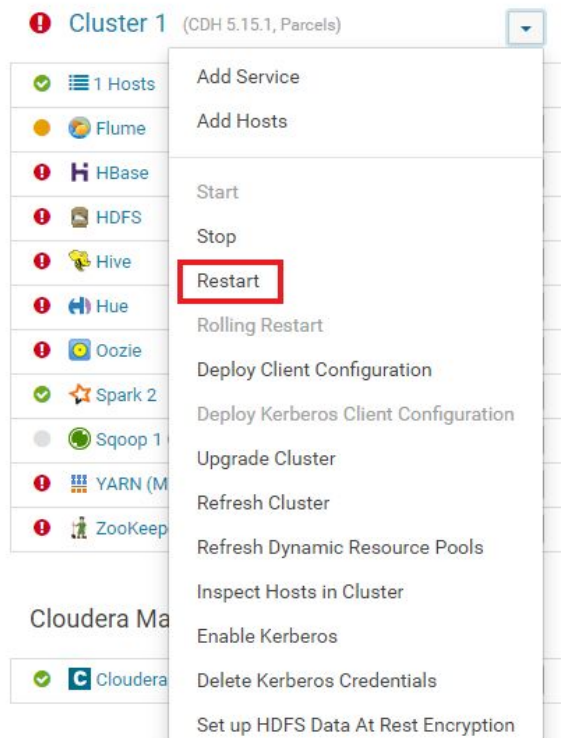 Cluster 1 (CDH 5.15.1, Parcels)
1 Hosts
Flume
HBase
HDFS
Hive
Hue
Oozie
Spark 2
Sqoop 1
YARN (M
ZooKeep
Cloudera Ma
Cloudera
Add Service
Add Hosts
Start
Stop
Restart
Rolling Restart
Deploy Client Configuration
Deploy Kerberos Client Configuration
Upgrade Cluster
Refresh Cluster
Refresh Dynamic Resource Pools
Inspect Hosts in Cluster
Enable Kerberos
Delete Kerberos Credentials
Set up HDFS Data At Rest Encryption